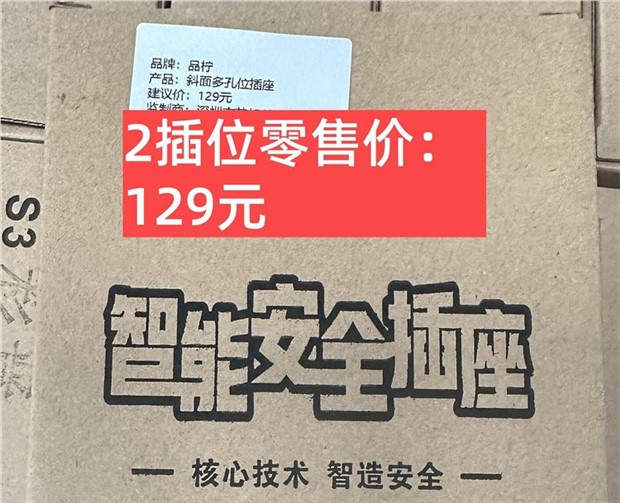 品牌：品柠
产品：斜面多孔位插座
建议价：129元
2插位零售价：
129元
S3
智能安全插座
核心技术 智造安全